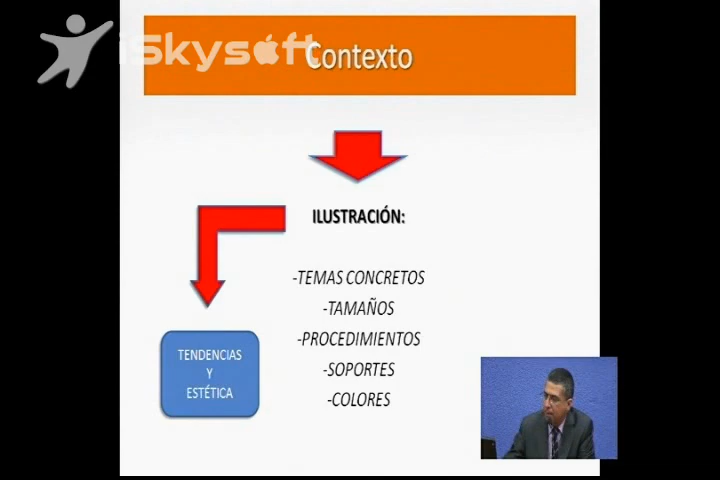 iSkysoft
Contexto
ILUSTRACIÓN:
-TEMAS CONCRETOS
-TAMAÑOS
-PROCEDIMIENTOS
-SOPORTES
-COLORES
TENDENCIAS
Y
ESTÉTICA